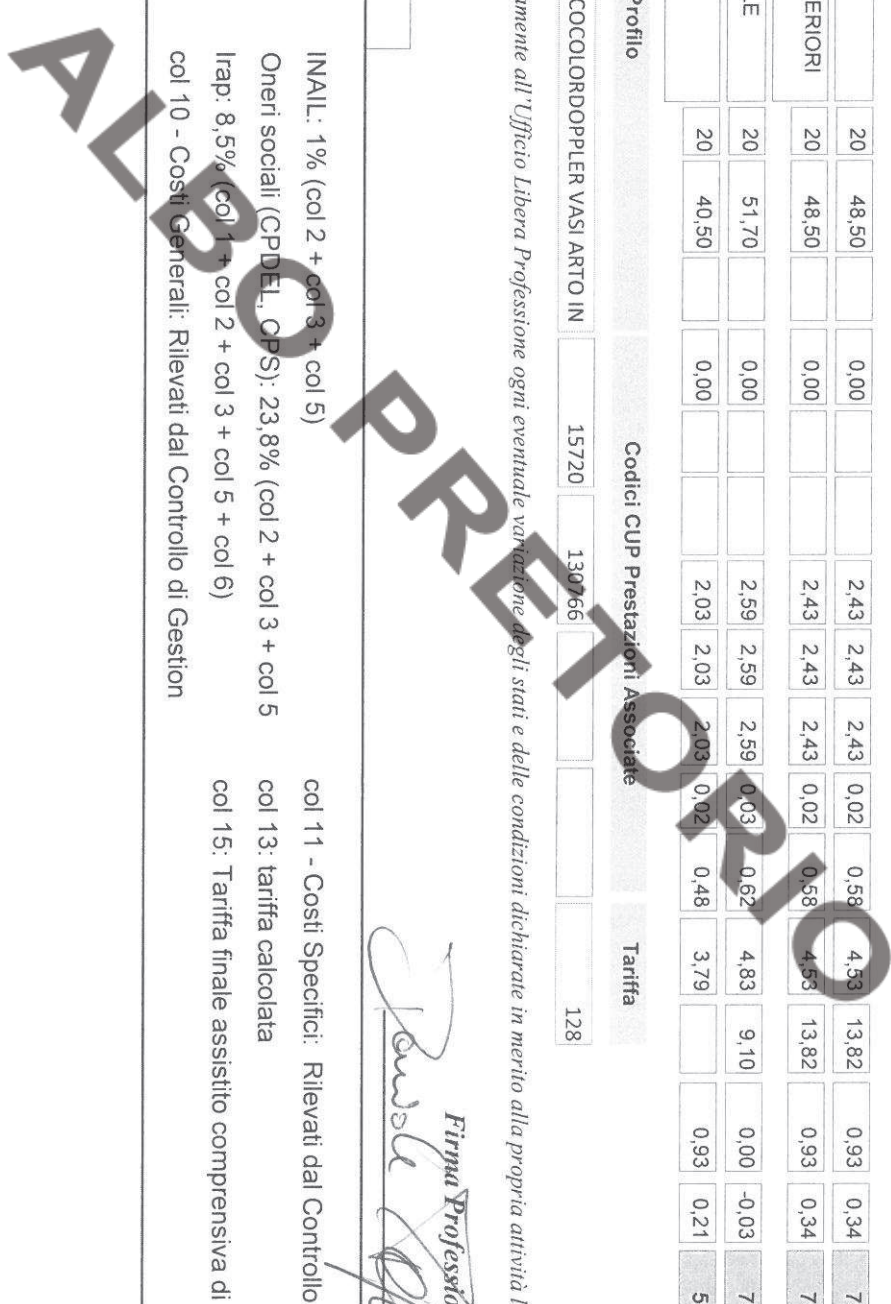 20 48,50 0,00 2,43 2,43 2,43 0,02 0,58 4,53 13,82 0,93 0,34 7
ERIORI 20 48,50 0,00 2,43 2,43 2,43 0,02 0,58 4,53 13,82 0,93 0,34 7
LE 20 51,70 0,00 2,59 2,59 2,59 0,03 0,62 4,83 9,10 0,00 -0,03 7
20 40,50 0,00 2,03 2,03 2,03 0,02 0,48 3,79 0,93 0,21 5
Profilo Codici CUP Prestazioni Associate Tariffa
COCOLORDOPPLER VASI ARTO IN 15720 130766 128
amente all'Ufficio Libera Professione ogni eventuale variazione degli stati e delle condizioni dichiarate in merito alla propria attività l
Firma Professio
INAIL: 1% (col 2 + col 3 + col 5) col 11 - Costi Specifici: Rilevati dal Controllo
Oneri sociali (CPDEL, CPS): 23,8% (col 2 + col 3 + col 5 col 13: tariffa calcolata
Irap: 8,5% (col 1 + col 2 + col 3 + col 5 + col 6) col 15: Tariffa finale assistito comprensiva di
col 10 - Costi Generali: Rilevati dal Controllo di Gestion
ALBO PRETORIO